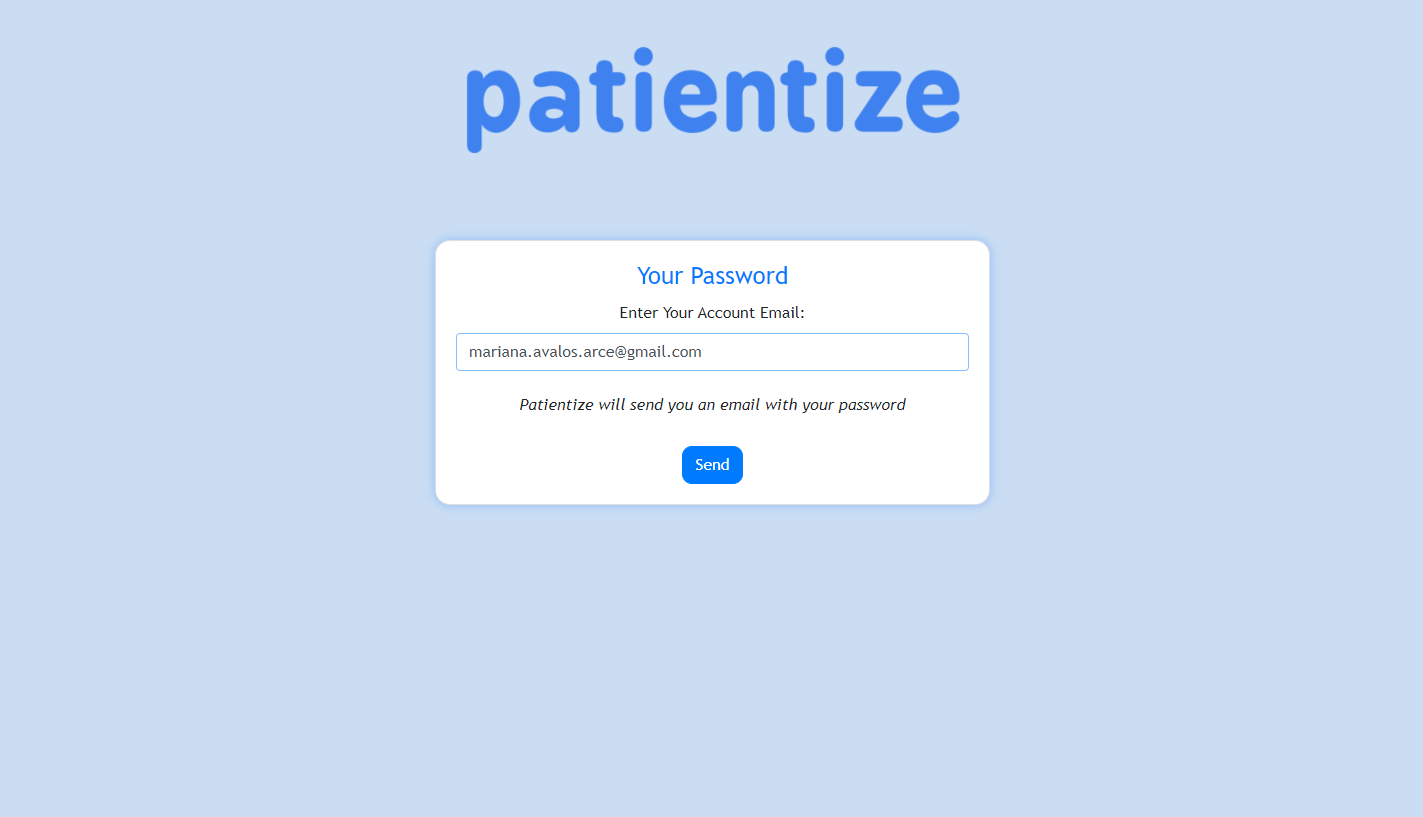 patientize
Your Password
Enter Your Account Email:
mariana.avalos.arce@gmail.com
Patientize will send you an email with your password
Send